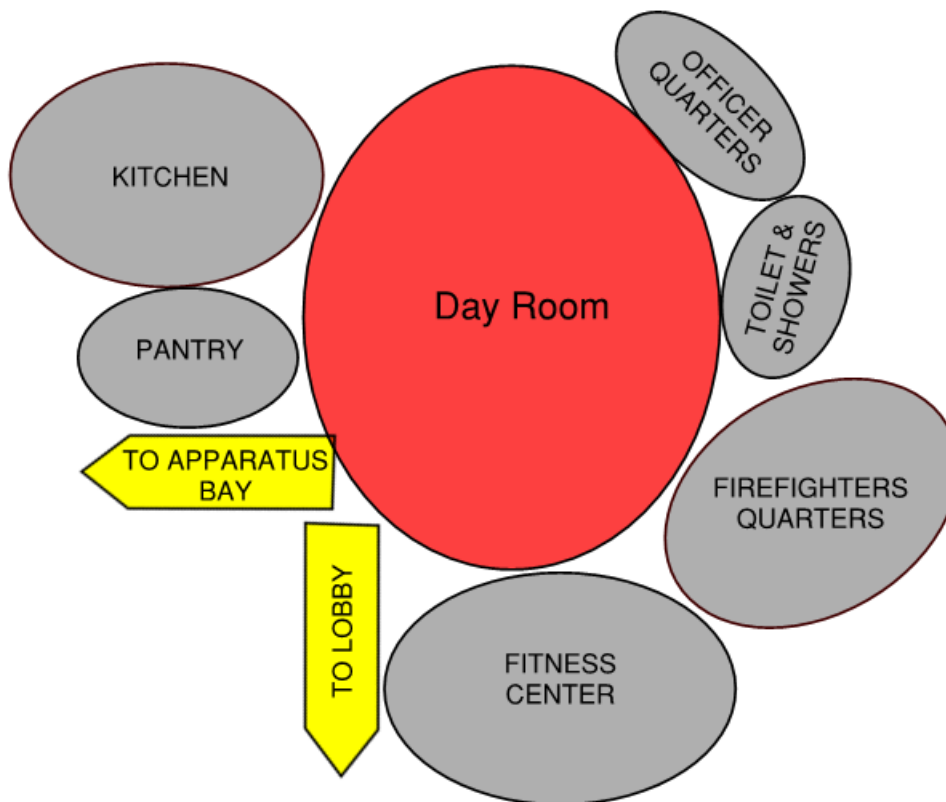 OFFICER
QUARTERS
KITCHEN
TOILET &
SHOWERS
Day Room
PANTRY
TO APPARATUS
BAY
FIREFIGHTERS
QUARTERS
TO LOBBY
FITNESS
CENTER